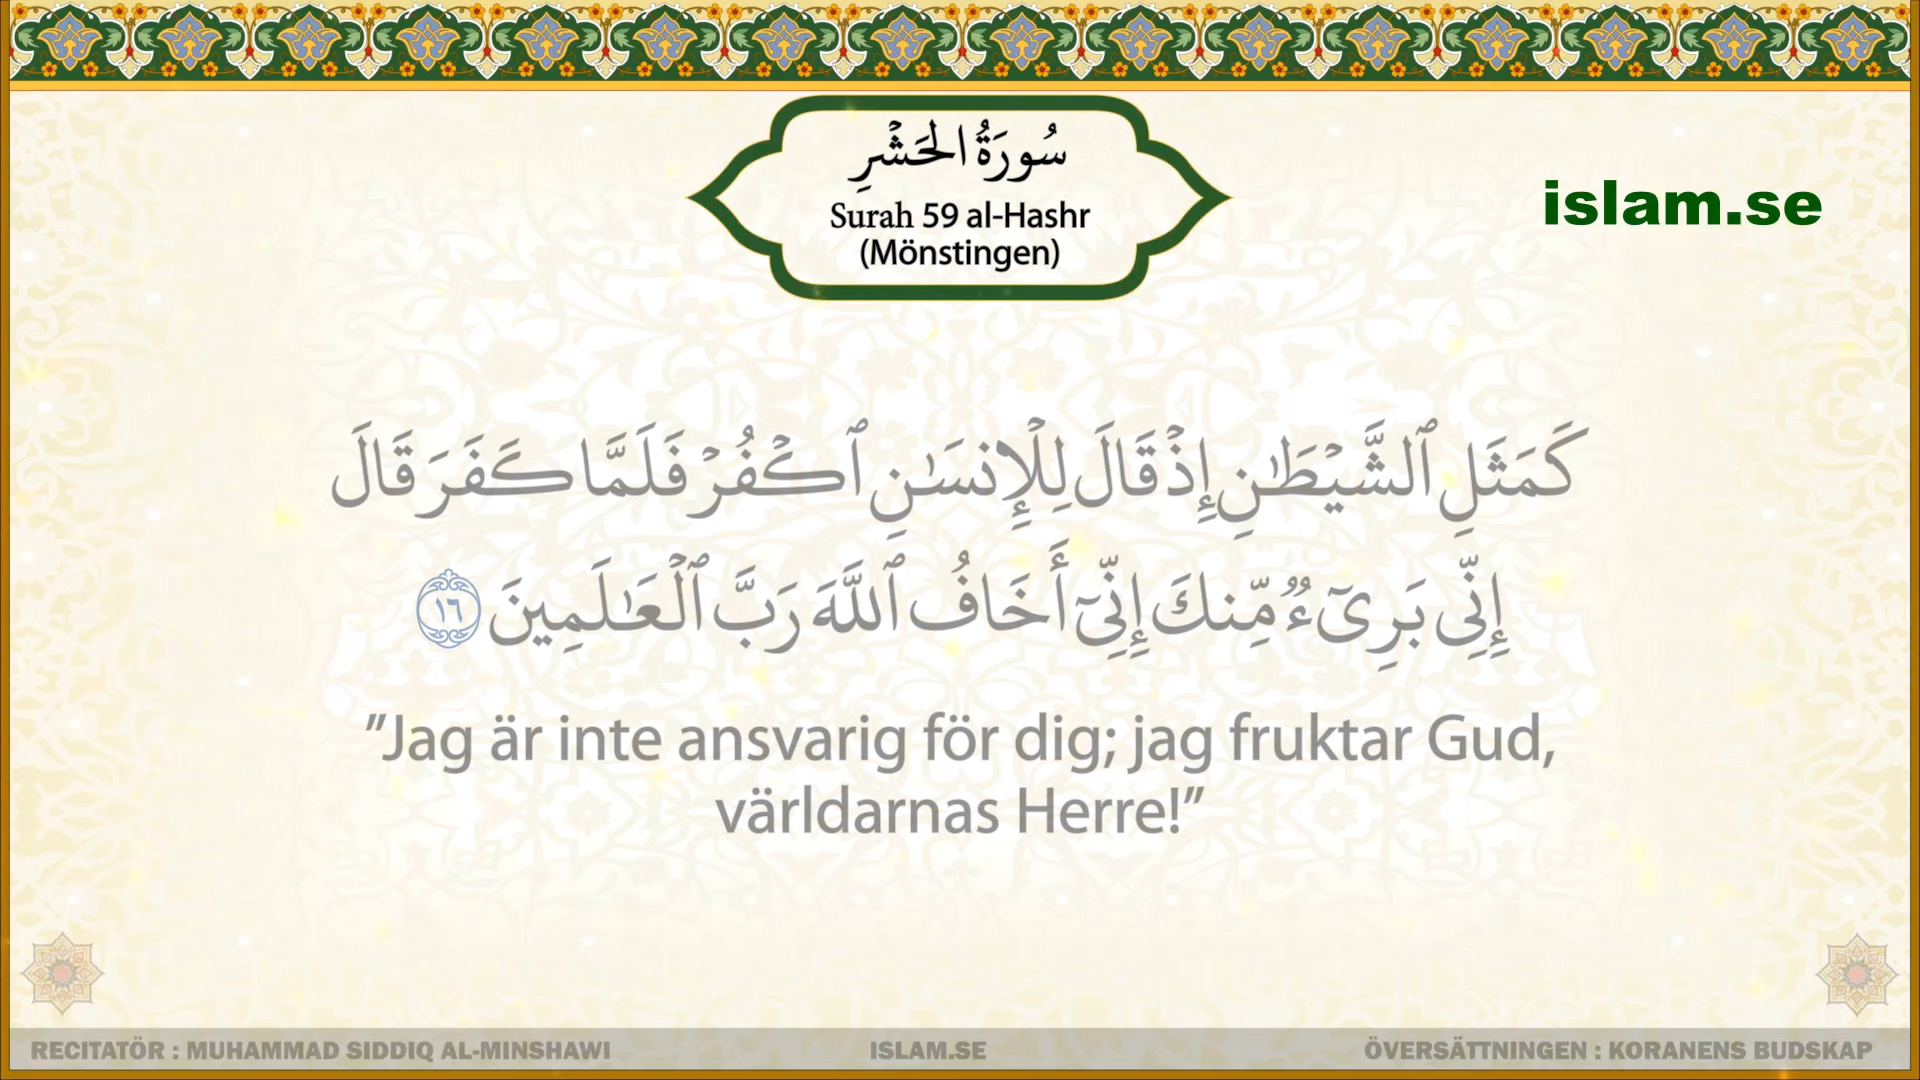 سُورَةُ الحَشْرِ
Surah 59 al-Hashr
(Mönstingen)
islam.se
كَمَثَلِ ٱلشَّيْطَٰنِ إِذْ قَالَ لِلْإِنسَٰنِ ٱكْفُرْ فَلَمَّا كَفَرَ قَالَ
إِنِّى بَرِىٓءٌ مِّنكَ إِنِّىٓ أَخَافُ ٱللَّهَ رَبَّ ٱلْعَٰلَمِينَ ١٦
”Jag är inte ansvarig för dig; jag fruktar Gud,
världarnas Herre!”
RECITATÖR : MUHAMMAD SIDDIQ AL-MINSHAWI
ISLAM.SE
ÖVERSÄTTNINGEN : KORANENS BUDSKAP